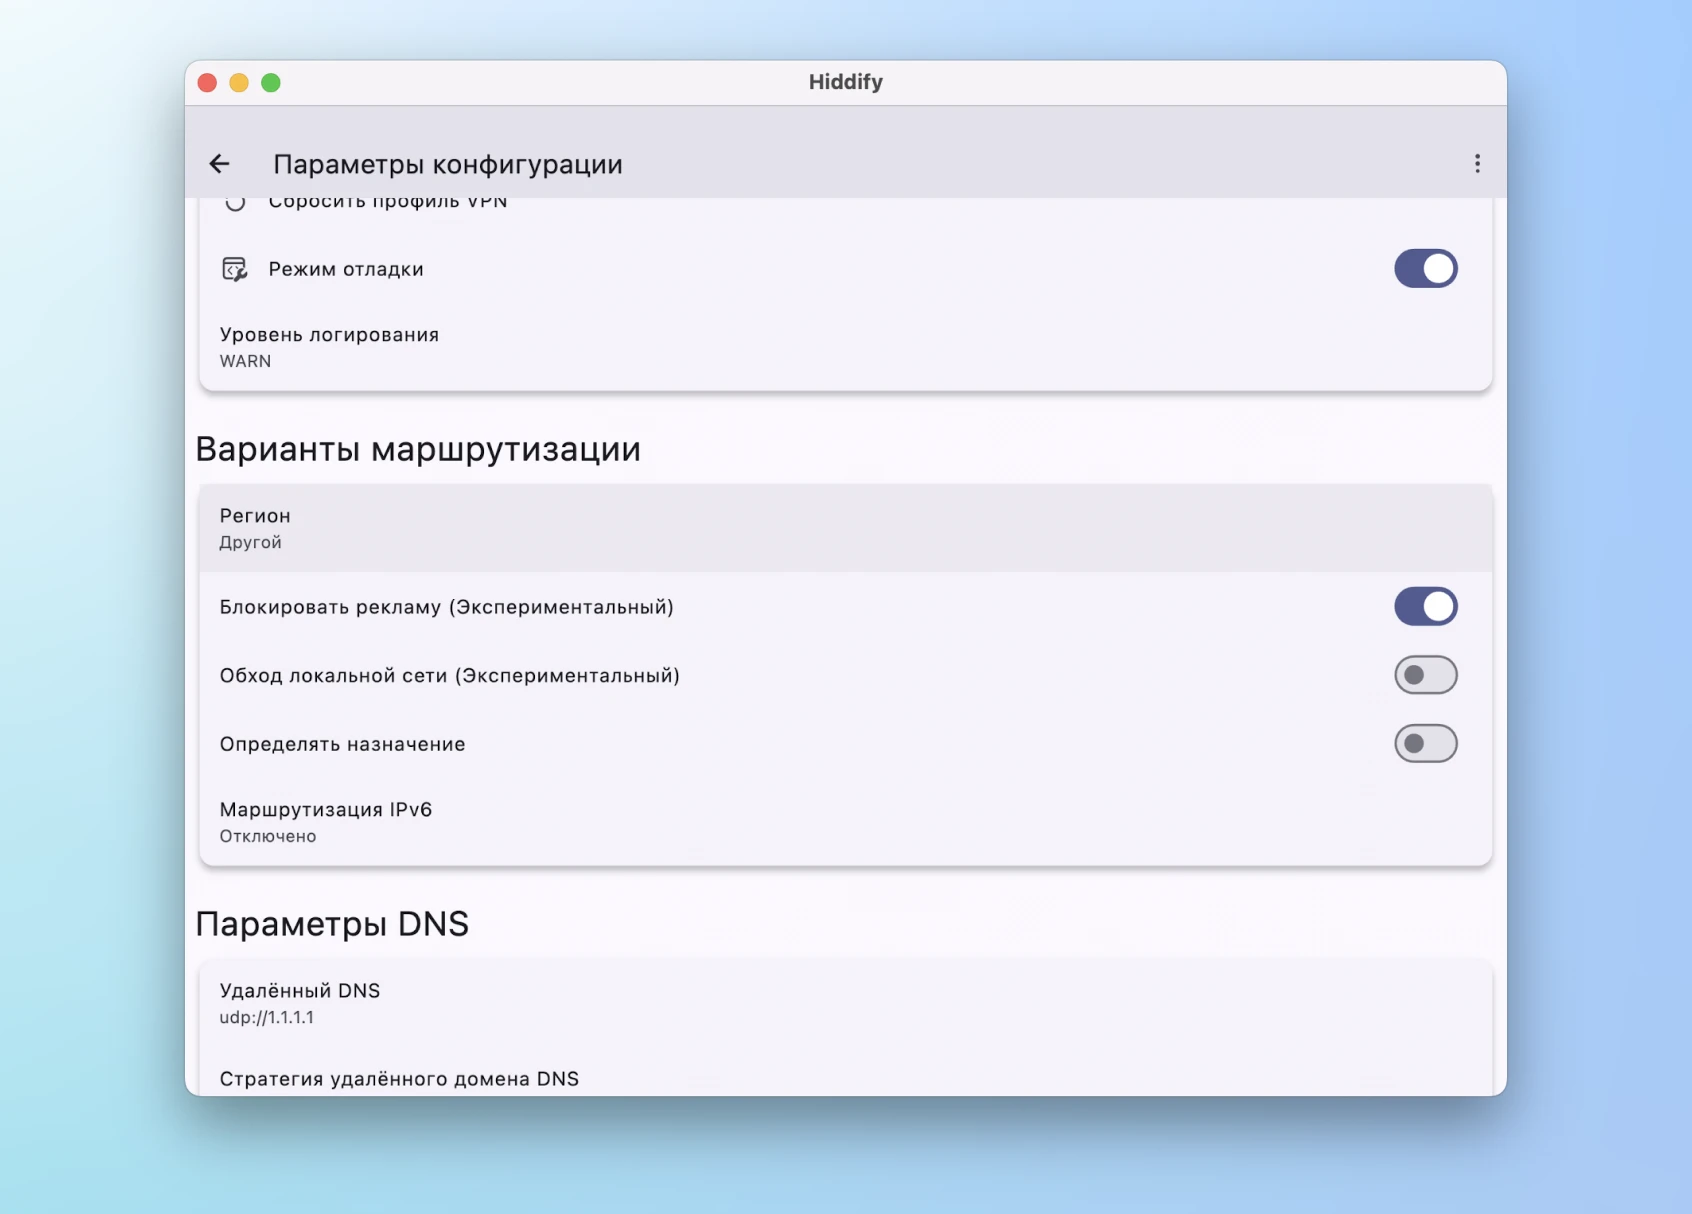 Hiddify
Параметры конфигурации
Сбросить профиль VPN
Режим отладки
Уровень логирования
WARN
Варианты маршрутизации
Регион
Другой
Блокировать рекламу (Экспериментальный)
Обход локальной сети (Экспериментальный)
Определять назначение
Маршрутизация IPv6
Отключено
Параметры DNS
Удалённый DNS
udp://1.1.1.1
Стратегия удалённого домена DNS